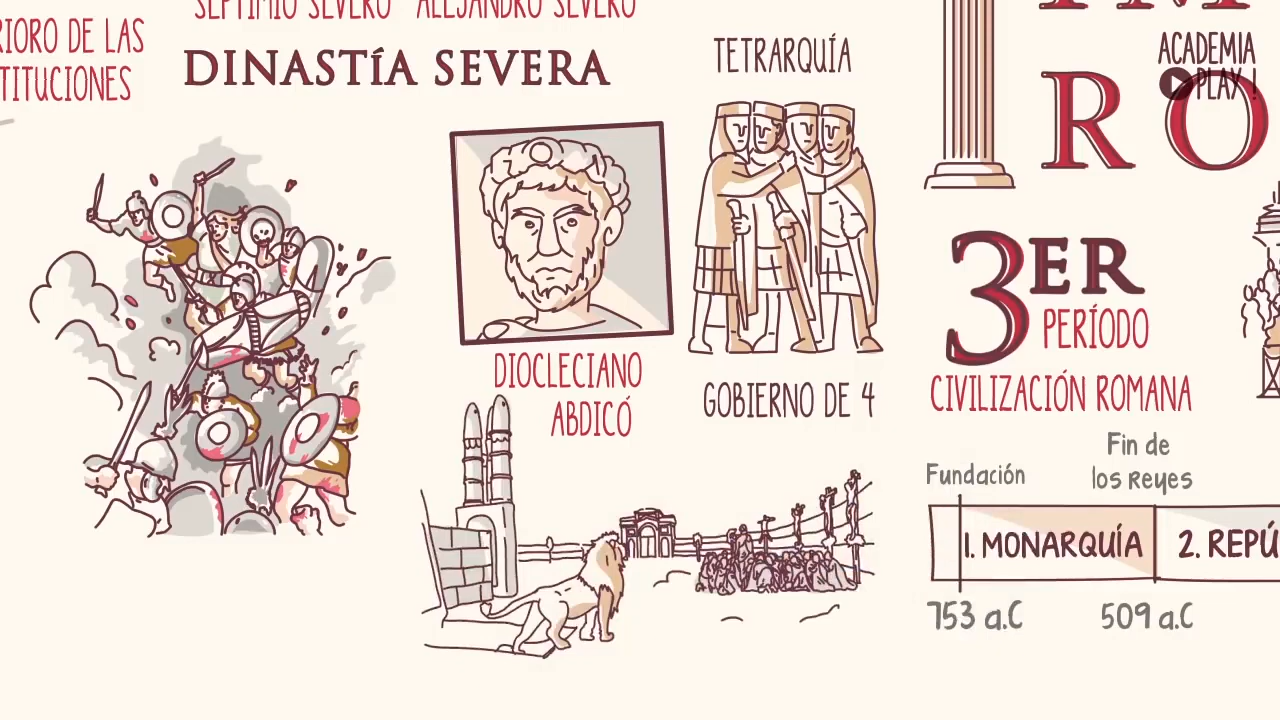 SEPTIMIO SEVERO ALEJANDRO SEVERO
DINASTÍA SEVERA
RIORO DE LAS
TITUCIONES
TETRARQUÍA
DIOCLECIANO
ABDICÓ
GOBIERNO DE 4
ACADEMIA
PLAY !
RO
3ER
PERÍODO
CIVILIZACIÓN ROMANA
Fundación
Fin de
los Reyes
1. MONARQUÍA
2. REPÚ
753 a.C
509 a.C